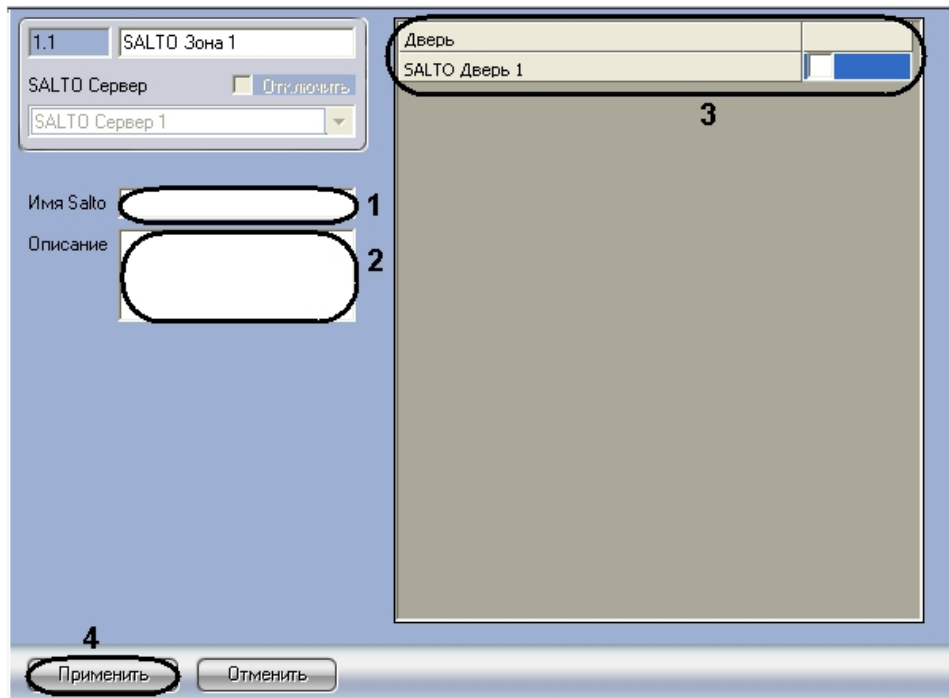 1.1 SALTO Зона 1
SALTO Сервер Отключить
SALTO Сервер 1
Имя Salto 1
Описание 2
Дверь
SALTO Дверь 1
3
4
Применить Отменить